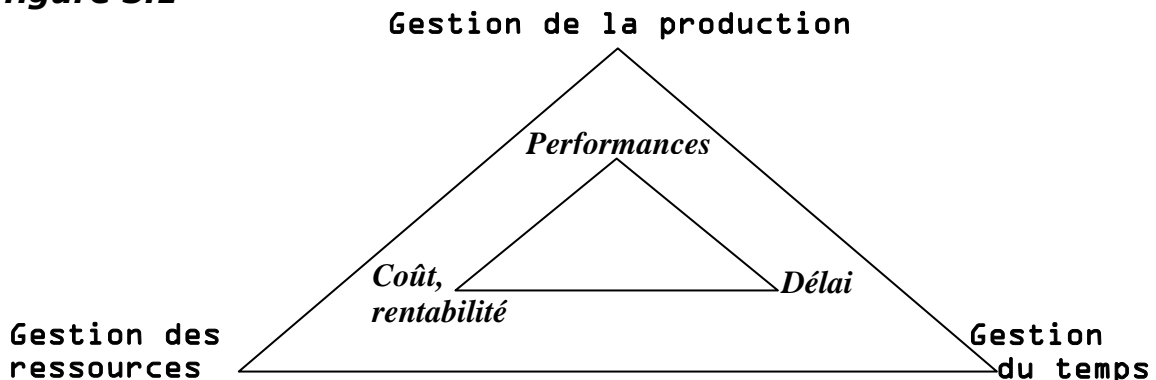 Gestion de la production
Performances
Coût,
rentabilité
Délai
Gestion des
ressources
Gestion
du temps